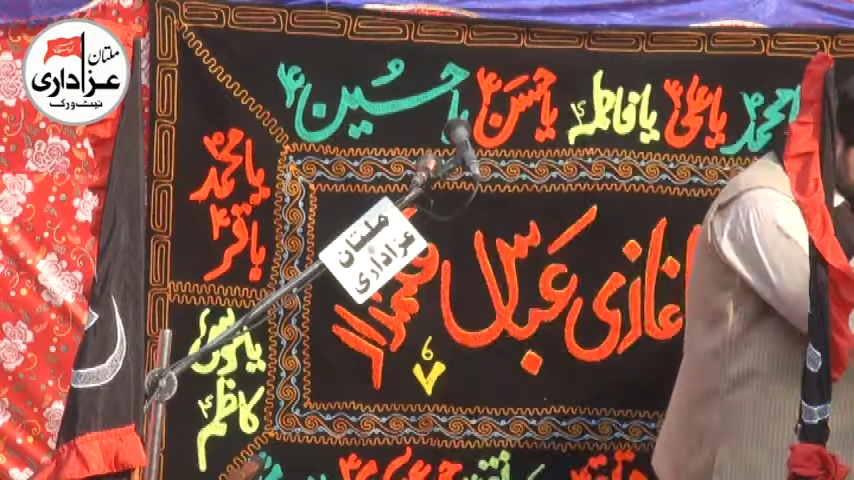 ملتان
عزاداری
نیٹ ورک
یا محمدؐ یا علیؑ یا فاطمہؑ یا حسنؑ یا حسینؑ
یا محمد
باقرؑ
غازی عباس علمدار
ملتان
عزاداری
یا موسیٰ
کاظمؑ